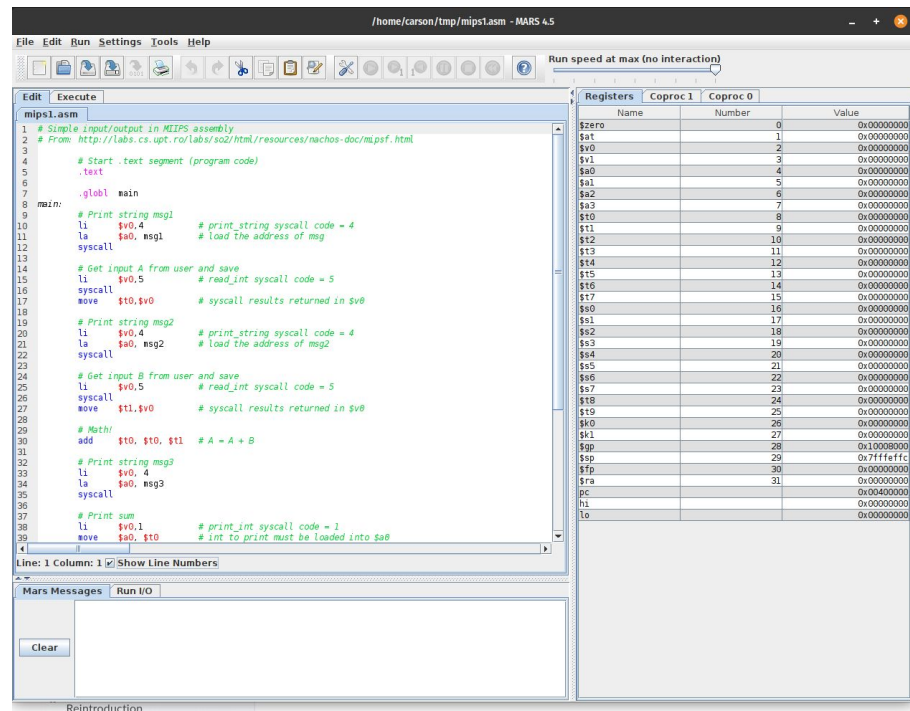 /home/carson/tmp/mips1.asm - MARS 4.5
File Edit Run Settings Tools Help
Run speed at max (no interaction)
Edit Execute
mips1.asm
1 # Simple input/output in MIIPS assembly
2 # From: http://labs.cs.upt.ro/labs/so2/html/resources/nachos-doc/mipsf.html
3
4 # Start .text segment (program code)
5 .text
6
7 .globl main
8 main:
9 # Print string msg1
10 li $v0,4 # print_string syscall code = 4
11 la $a0, msg1 # load the address of msg
12 syscall
13
14 # Get input A from user and save
15 li $v0,5 # read_int syscall code = 5
16 syscall
17 move $t0,$v0 # syscall results returned in $v0
18
19 # Print string msg2
20 li $v0,4 # print_string syscall code = 4
21 la $a0, msg2 # load the address of msg2
22 syscall
23
24 # Get input B from user and save
25 li $v0,5 # read_int syscall code = 5
26 syscall
27 move $t1,$v0 # syscall results returned in $v0
28
29 # Math!
30 add $t0, $t0, $t1 # A = A + B
31
32 # Print string msg3
33 li $v0, 4
34 la $a0, msg3
35 syscall
36
37 # Print sum
38 li $v0,1 # print_int syscall code = 1
39 move $a0, $t0 # int to print must be loaded into $a0
Line: 1 Column: 1 Show Line Numbers
Mars Messages Run I/O
Clear
Registers Coproc 1 Coproc 0
Name Number Value
$zero 0 0x00000000
$at 1 0x00000000
$v0 2 0x00000000
$v1 3 0x00000000
$a0 4 0x00000000
$a1 5 0x00000000
$a2 6 0x00000000
$a3 7 0x00000000
$t0 8 0x00000000
$t1 9 0x00000000
$t2 10 0x00000000
$t3 11 0x00000000
$t4 12 0x00000000
$t5 13 0x00000000
$t6 14 0x00000000
$t7 15 0x00000000
$s0 16 0x00000000
$s1 17 0x00000000
$s2 18 0x00000000
$s3 19 0x00000000
$s4 20 0x00000000
$s5 21 0x00000000
$s6 22 0x00000000
$s7 23 0x00000000
$t8 24 0x00000000
$t9 25 0x00000000
$k0 26 0x00000000
$k1 27 0x00000000
$gp 28 0x10008000
$sp 29 0x7fffeffc
$fp 30 0x00000000
$ra 31 0x00000000
pc 0x00400000
hi 0x00000000
lo 0x00000000
Reintroduction